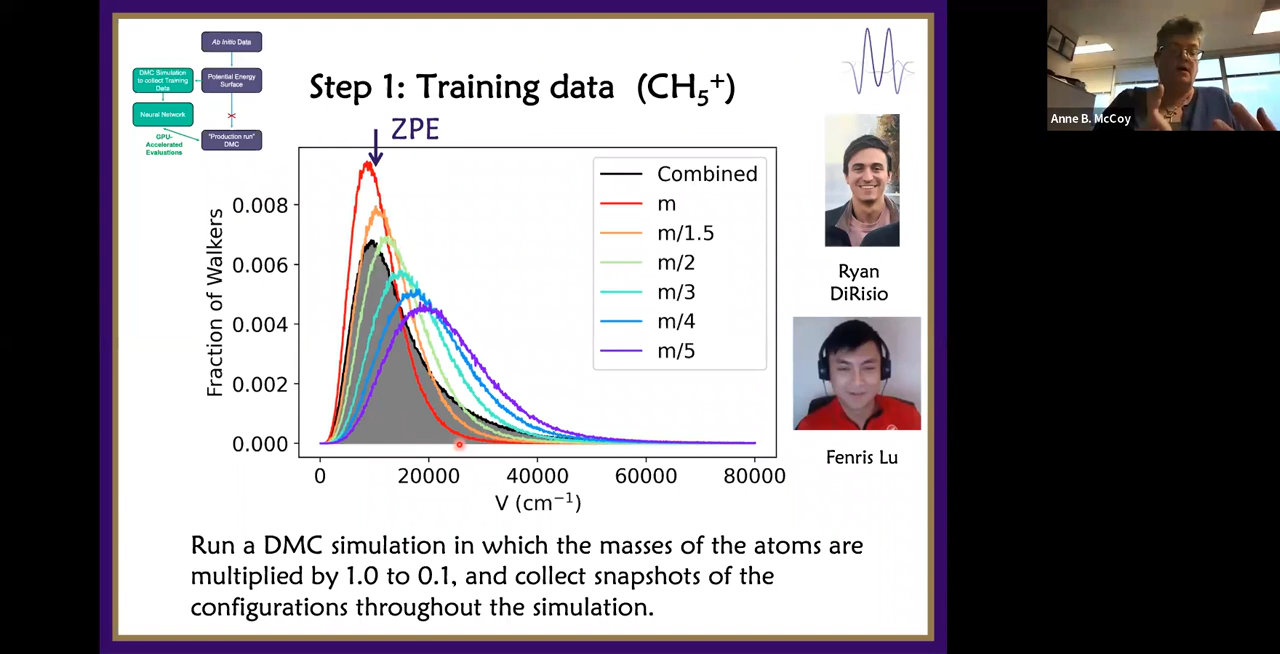 Ab Initio Data
DMC Simulation
to collect Training
Data
Potential Energy
Surface
Neural Network
GPU-
Accelerated
Evaluations
"Production run"
DMC
Step 1: Training data (CH₅⁺)
Anne B. McCoy
ZPE
Combined
m
m/1.5
m/2
m/3
m/4
m/5
Fraction of Walkers
0.008
0.006
0.004
0.002
0.000
0 20000 40000 60000 80000
V (cm⁻¹)
Ryan
DiRisio
Fenris Lu
Run a DMC simulation in which the masses of the atoms are
multiplied by 1.0 to 0.1, and collect snapshots of the
configurations throughout the simulation.